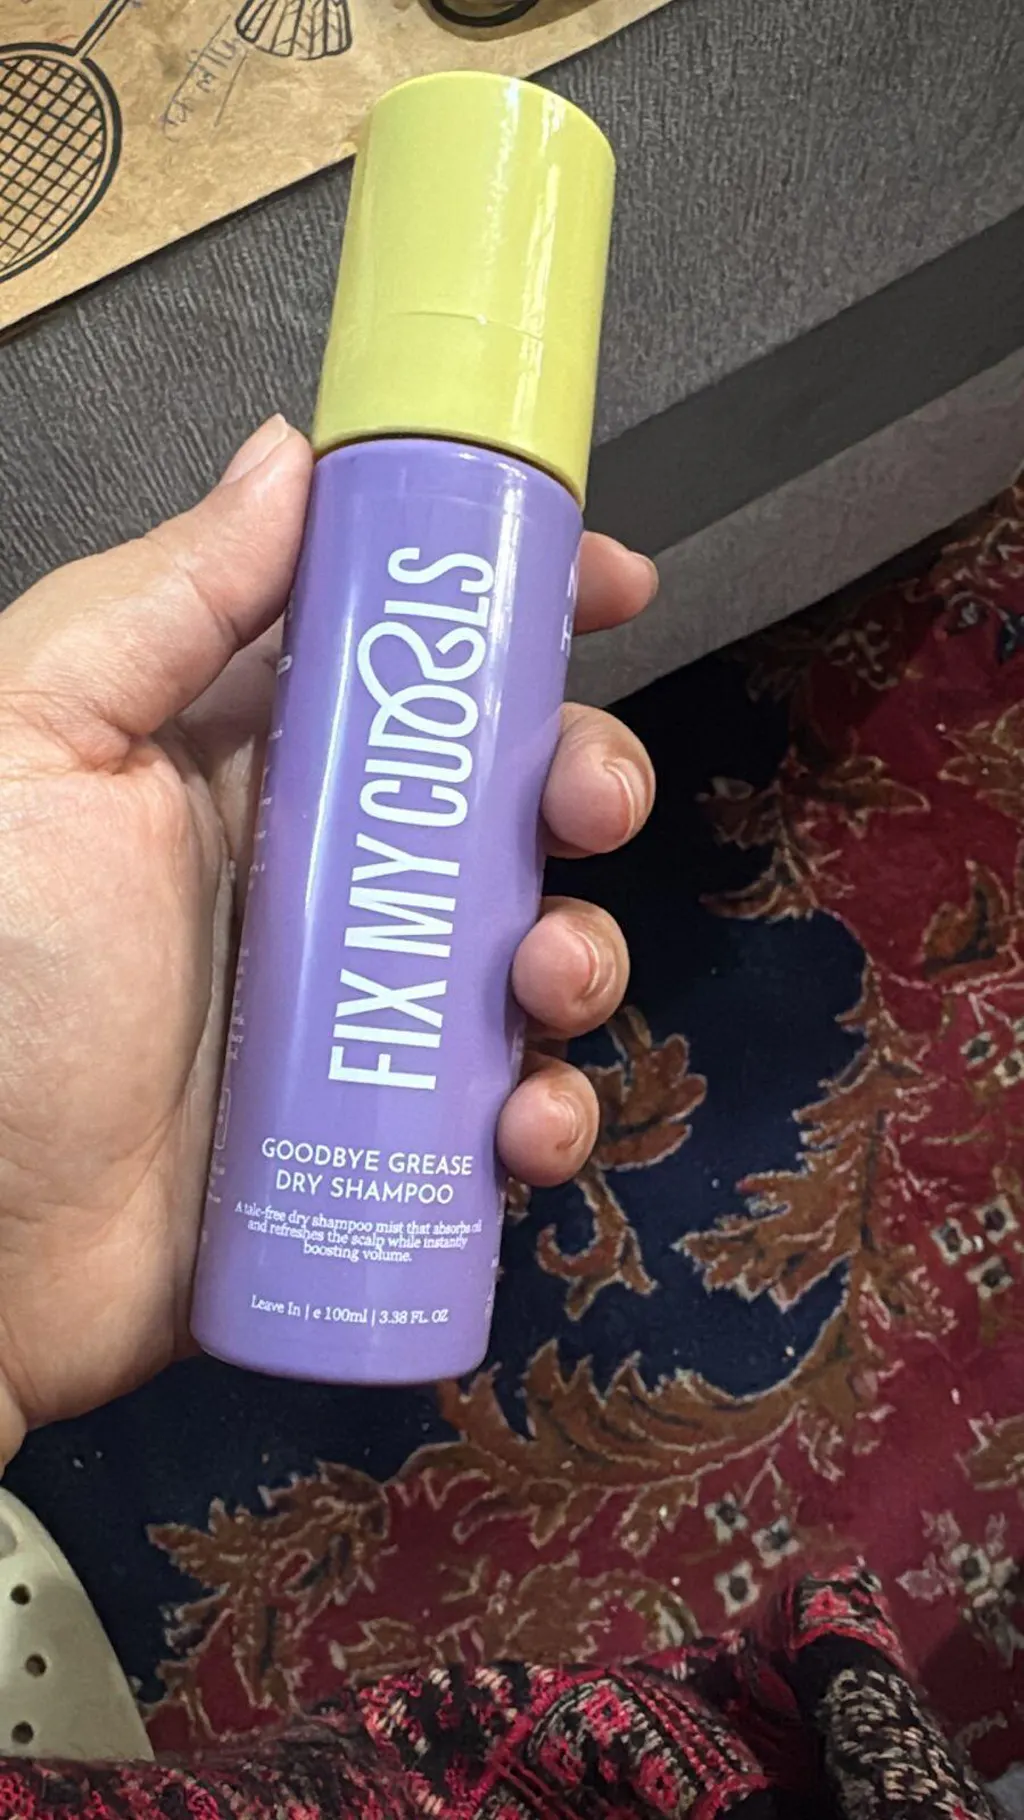 FIX MY CURLS
GOODBYE GREASE
DRY SHAMPOO
A talc-free dry shampoo mist that absorbs oil
and refreshes the scalp while instantly
boosting volume.
Leave In | e 100ml | 3.38 FL. OZ